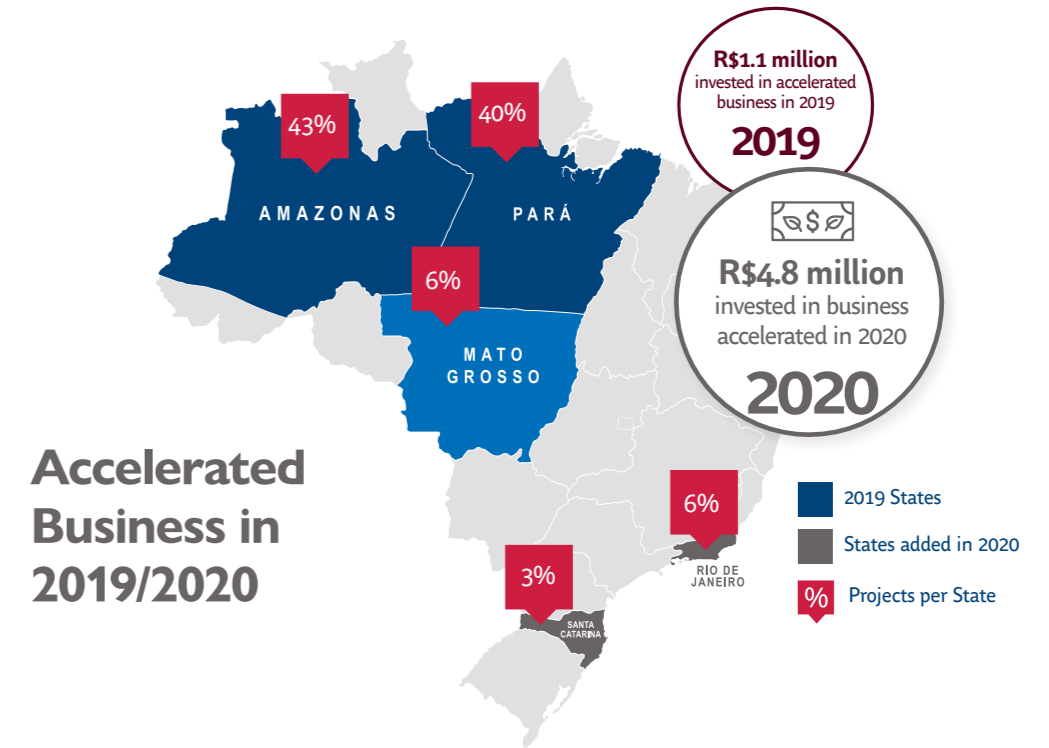 R$1.1 million
invested in accelerated
business in 2019
2019
43%
40%
AMAZONAS
PARÁ
$
R$4.8 million
invested in business
accelerated in 2020
2020
6%
MATO
GROSSO
Accelerated
Business in
2019/2020
6%
RIO DE
JANEIRO
3%
SANTA
CATARINA
2019 States
States added in 2020
% Projects per State